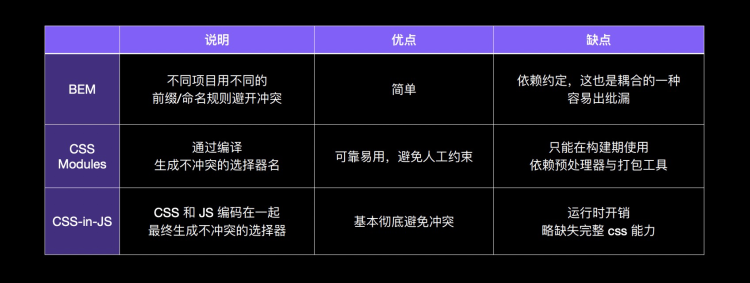 说明
优点
缺点
BEM
不同项目用不同的
前缀/命名规则避开冲突
简单
依赖约定，这也是耦合的一种
容易出纰漏
CSS
Modules
通过编译
生成不冲突的选择器名
可靠易用，避免人工约束
只能在构建期使用
依赖预处理器与打包工具
CSS-in-JS
CSS 和 JS 编码在一起
最终生成不冲突的选择器
基本彻底避免冲突
运行时开销
略缺失完整 css 能力